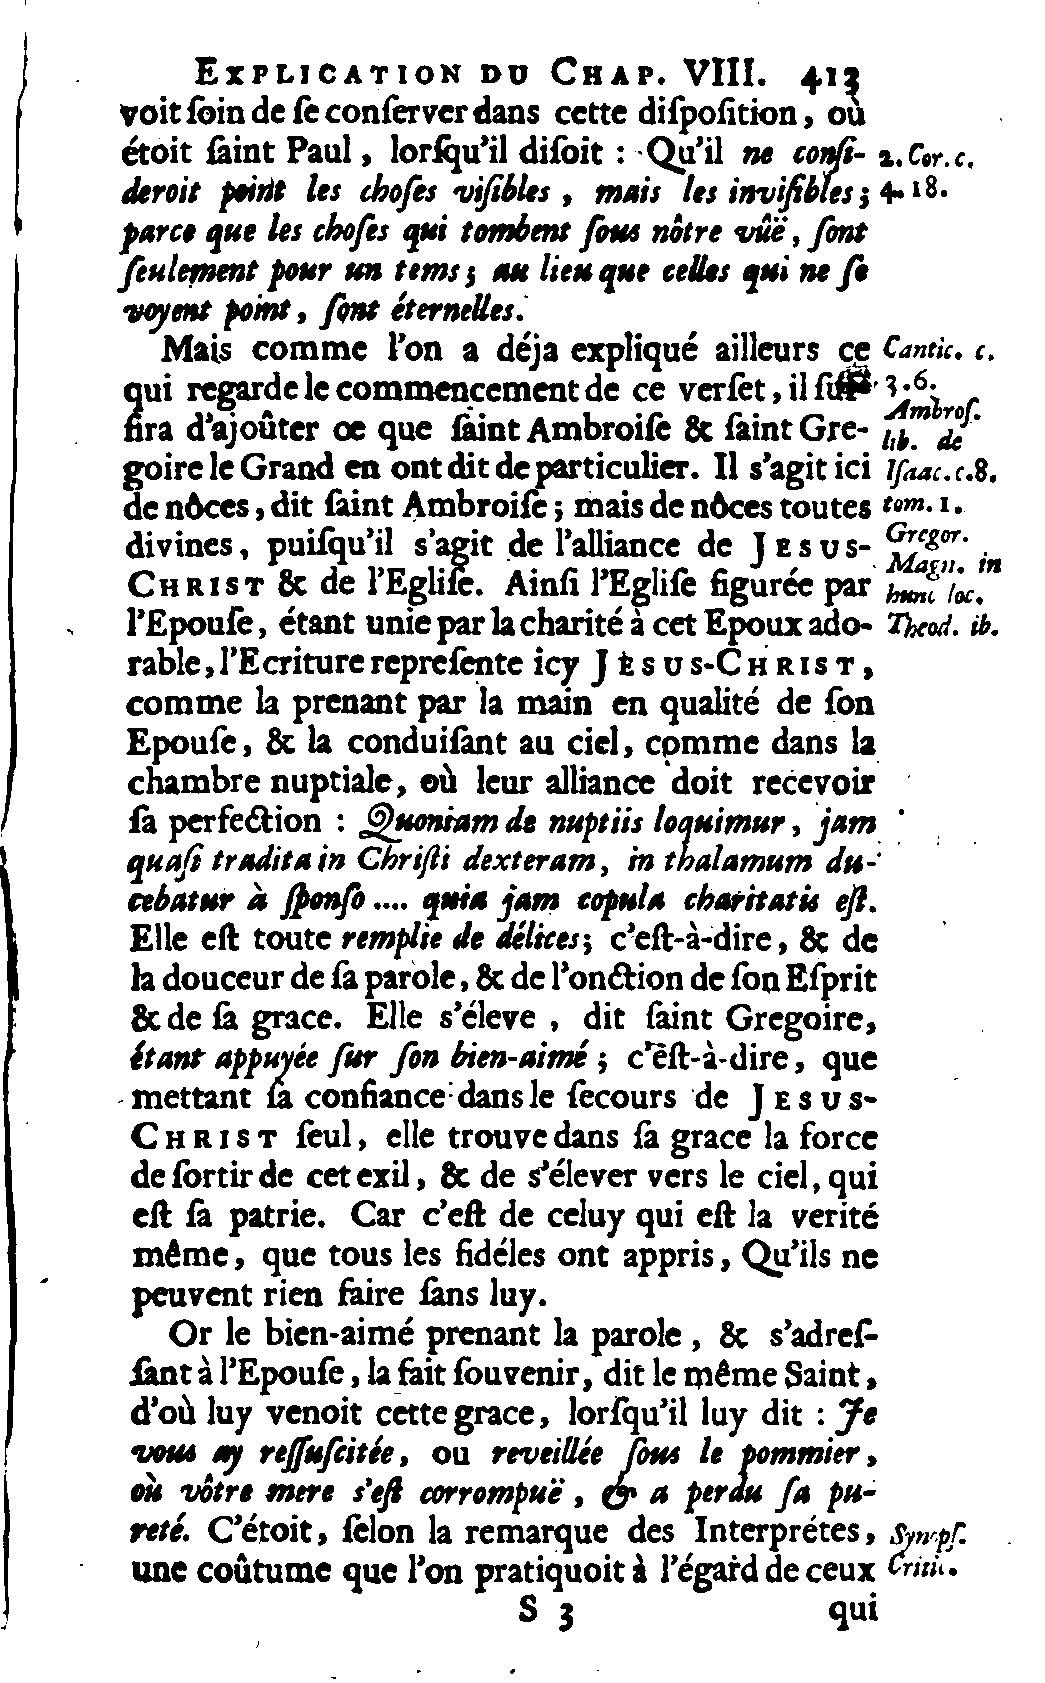 EXPLICATION DU CHAP. VIII. 413
voit ſoin de ſe conſerver dans cette diſpoſition, où
étoit ſaint Paul, lorſqu'il diſoit : Qu'il ne conſi-
deroit point les choſes viſibles, mais les inviſibles;
parce que les choſes qui tombent ſous nôtre vûë, ſont
ſeulement pour un tems; au lieu que celles qui ne ſe
voyent point, ſont éternelles.
2. Cor. c.
4. 18.
Mais comme l'on a déja expliqué ailleurs ce
qui regarde le commencement de ce verſet, il ſuf-
fira d'ajoûter ce que ſaint Ambroiſe & ſaint Gre-
goire le Grand en ont dit de particulier. Il s'agit ici
de nôces, dit ſaint Ambroiſe; mais de nôces toutes
divines, puiſqu'il s'agit de l'alliance de JESUS-
CHRIST & de l'Egliſe. Ainſi l'Egliſe figurée par
l'Epouſe, étant unie par la charité à cet Epoux ado-
rable, l'Ecriture repreſente icy JESUS-CHRIST,
comme la prenant par la main en qualité de ſon
Epouſe, & la conduiſant au ciel, comme dans la
chambre nuptiale, où leur alliance doit recevoir
ſa perfection : Quoniam de nuptiis loquimur, jam
quaſi tradita in Chriſti dexteram, in thalamum du-
cebatur à ſponſo .... quia jam copula charitatis eſt.
Elle eſt toute remplie de délices; c'eſt-à-dire, & de
la douceur de ſa parole, & de l'onction de ſon Eſprit
& de ſa grace. Elle s'éleve, dit ſaint Gregoire,
étant appuyée ſur ſon bien-aimé; c'eſt-à-dire, que
mettant ſa confiance dans le ſecours de JESUS-
CHRIST ſeul, elle trouve dans ſa grace la force
de ſortir de cet exil, & de s'élever vers le ciel, qui
eſt ſa patrie. Car c'eſt de celuy qui eſt la verité
même, que tous les fidéles ont appris, Qu'ils ne
peuvent rien faire ſans luy.
Cantic. c.
3. 6.
Ambroſ.
lib. de
Iſaac. c. 8.
tom. 1.
Gregor.
Magn. in
hunc loc.
Theod. ib.
Or le bien-aimé prenant la parole, & s'adreſ-
ſant à l'Epouſe, la fait ſouvenir, dit le même Saint,
d'où luy venoit cette grace, lorſqu'il luy dit : Je
vous ay reſſuſcitée, ou reveillée ſous le pommier,
où vôtre mere s'eſt corrompuë, & a perdu ſa pu-
reté. C'étoit, ſelon la remarque des Interprétes,
une coûtume que l'on pratiquoit à l'égard de ceux
Synopſ.
Critic.
S 3 qui